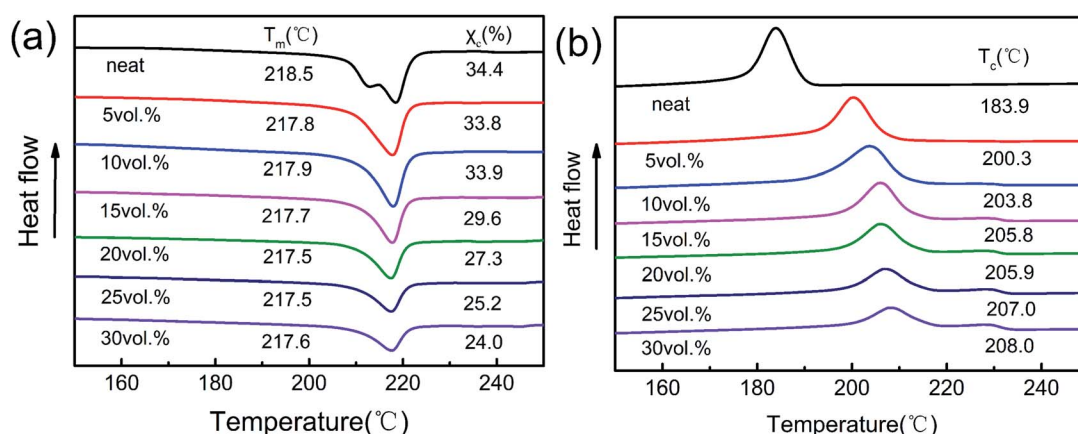 (a)
T_m(℃) χ_c(%)
neat 218.5 34.4
5vol.% 217.8 33.8
10vol.% 217.9 33.9
15vol.% 217.7 29.6
20vol.% 217.5 27.3
25vol.% 217.5 25.2
30vol.% 217.6 24.0
Heat flow
160 180 200 220 240
Temperature(℃)
(b)
T_c(℃)
neat 183.9
5vol.% 200.3
10vol.% 203.8
15vol.% 205.8
20vol.% 205.9
25vol.% 207.0
30vol.% 208.0
Heat flow
160 180 200 220 240
Temperature(℃)